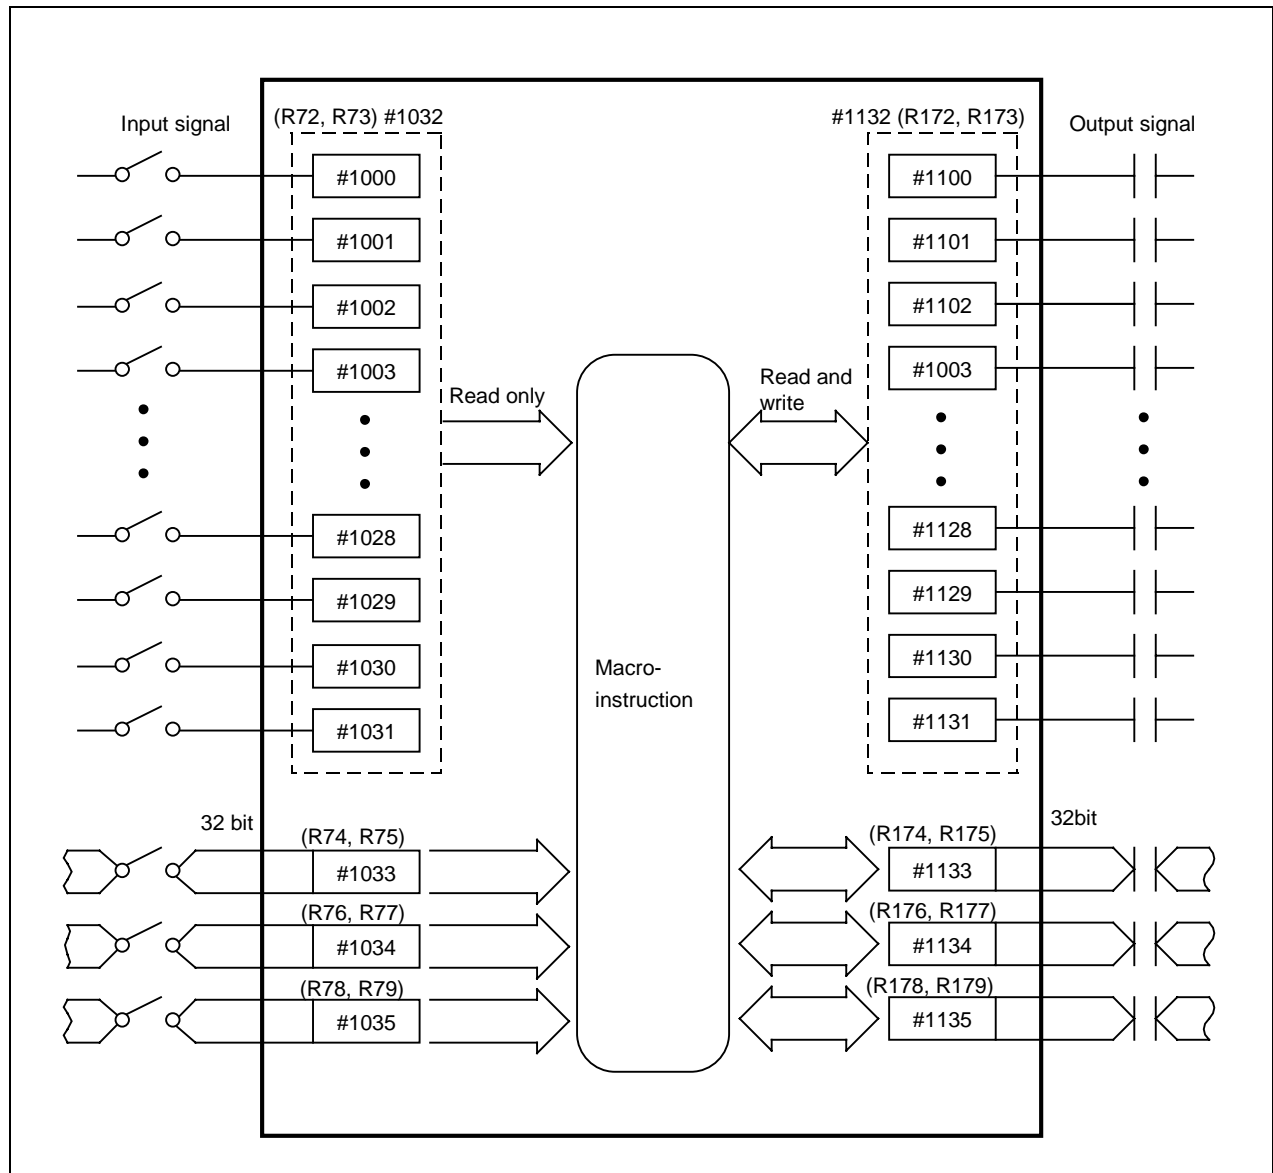 Input signal
(R72, R73) #1032
#1132 (R172, R173)
Output signal
#1000
#1100
#1001
#1101
#1002
#1102
#1003
#1003
Read only
Read and
write
#1028
#1128
#1029
#1129
#1030
#1130
Macro-
instruction
#1031
#1131
32 bit
(R74, R75)
(R174, R175)
32bit
#1033
#1133
(R76, R77)
(R176, R177)
#1034
#1134
(R78, R79)
(R178, R179)
#1035
#1135